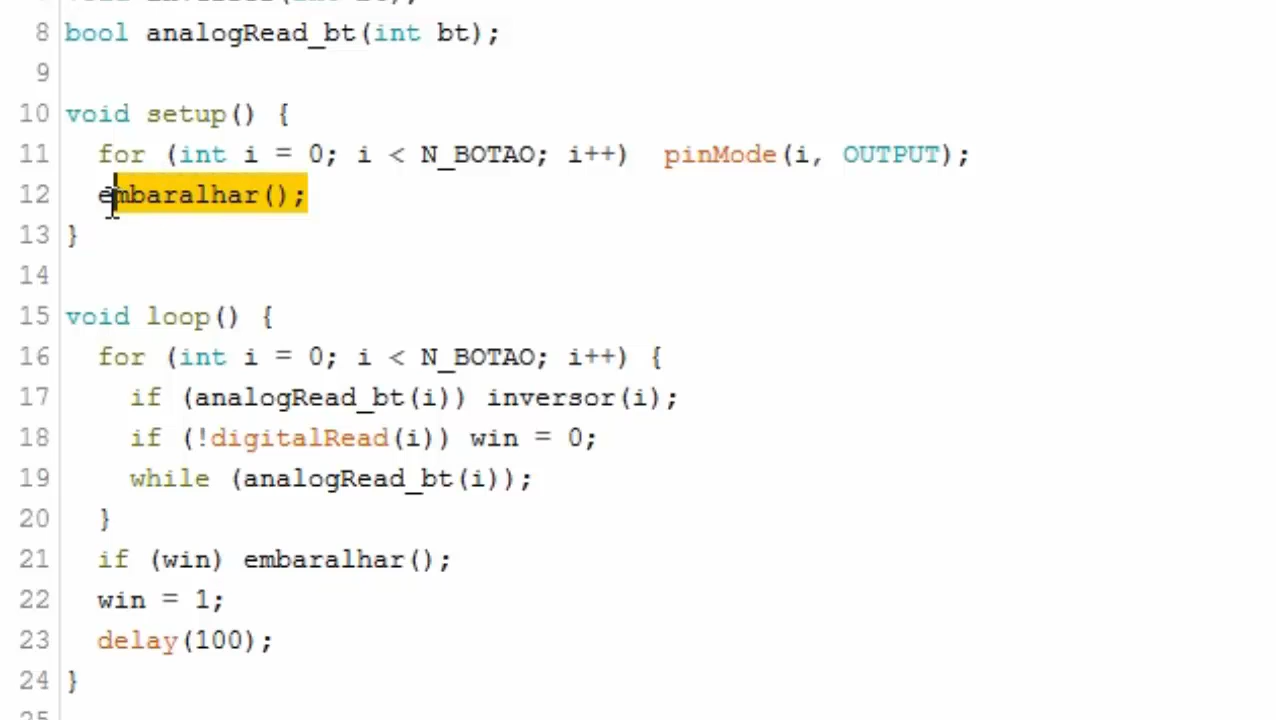 8 bool analogRead_bt(int bt);
9
10 void setup() {
11 for (int i = 0; i < N_BOTAO; i++)  pinMode(i, OUTPUT);
12 embaralhar();
13 }
14
15 void loop() {
16 for (int i = 0; i < N_BOTAO; i++) {
17 if (analogRead_bt(i)) inversor(i);
18 if (!digitalRead(i)) win = 0;
19 while (analogRead_bt(i));
20 }
21 if (win) embaralhar();
22 win = 1;
23 delay(100);
24 }